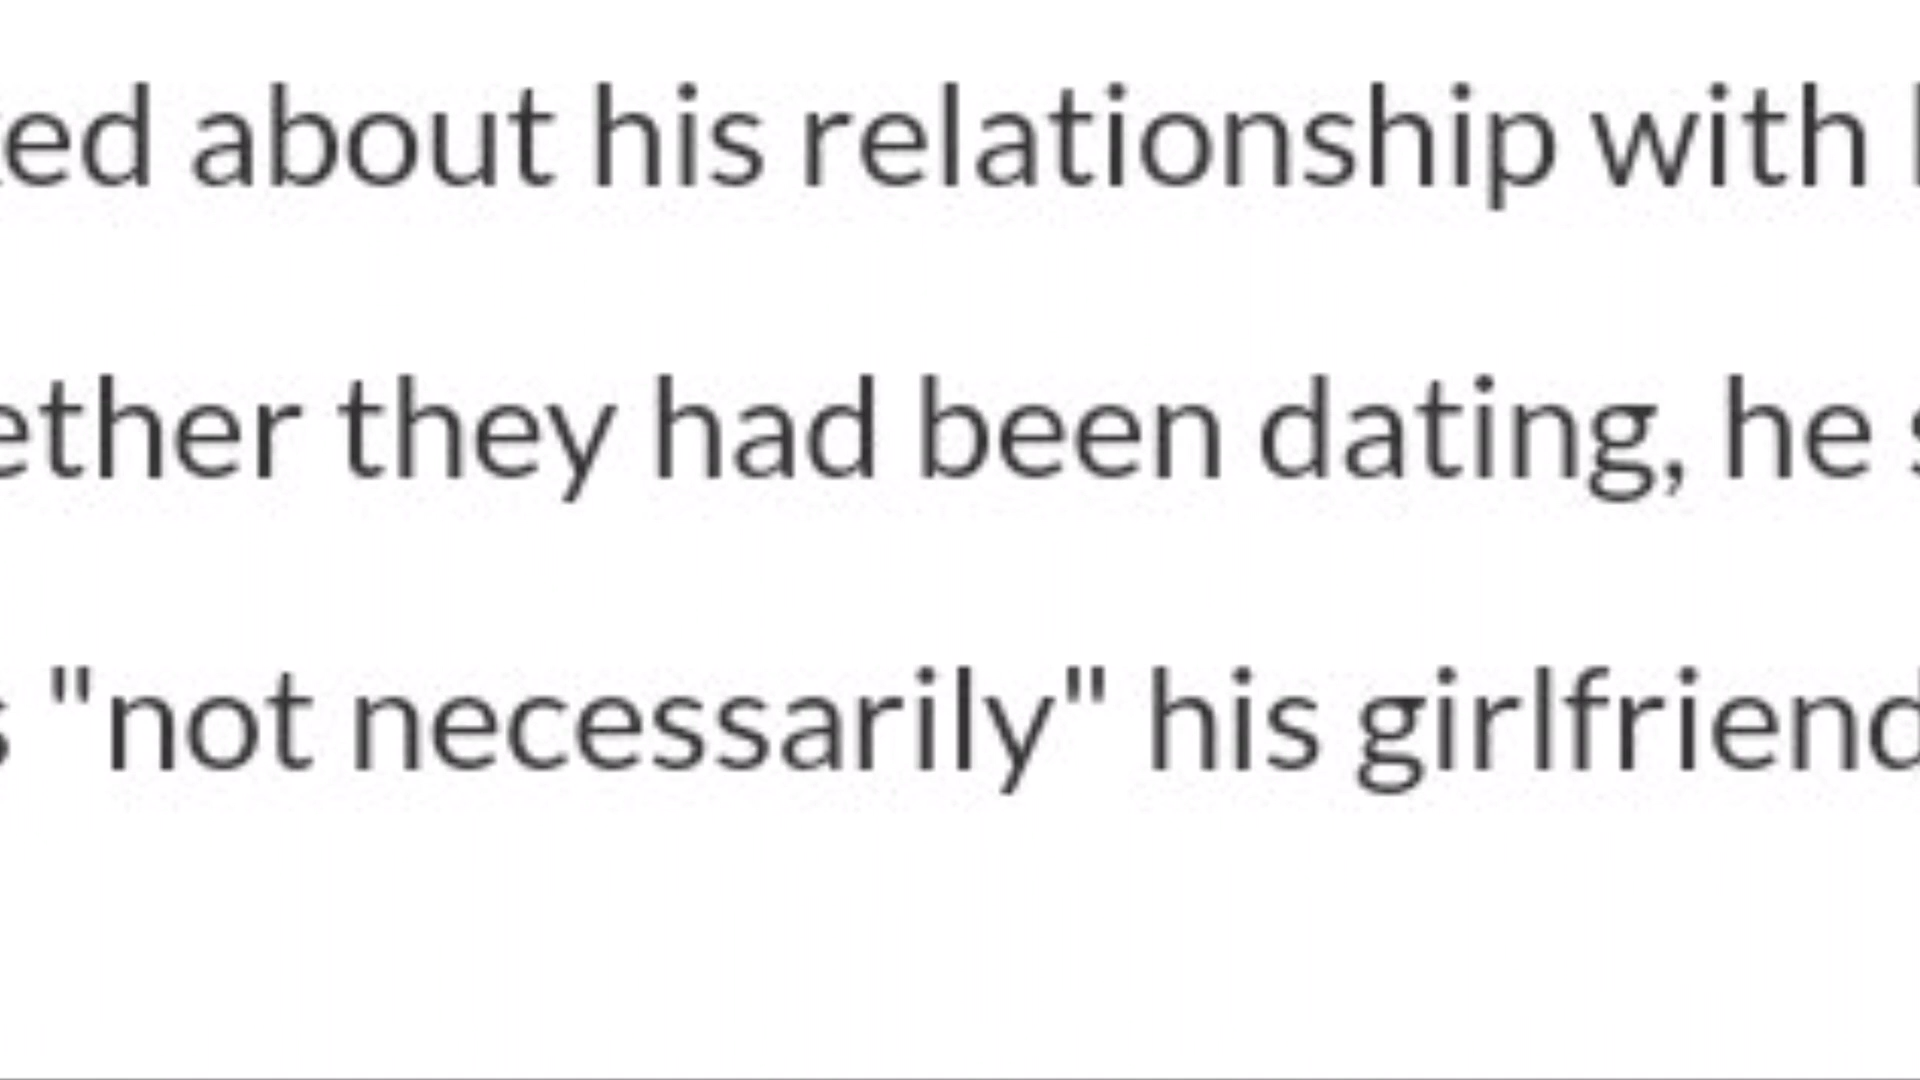 ed about his relationship with
ether they had been dating, he
"not necessarily" his girlfriend